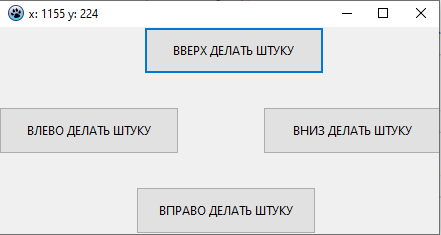 x: 1155 y: 224
ВВЕРХ ДЕЛАТЬ ШТУКУ
ВЛЕВО ДЕЛАТЬ ШТУКУ
ВНИЗ ДЕЛАТЬ ШТУКУ
ВПРАВО ДЕЛАТЬ ШТУКУ